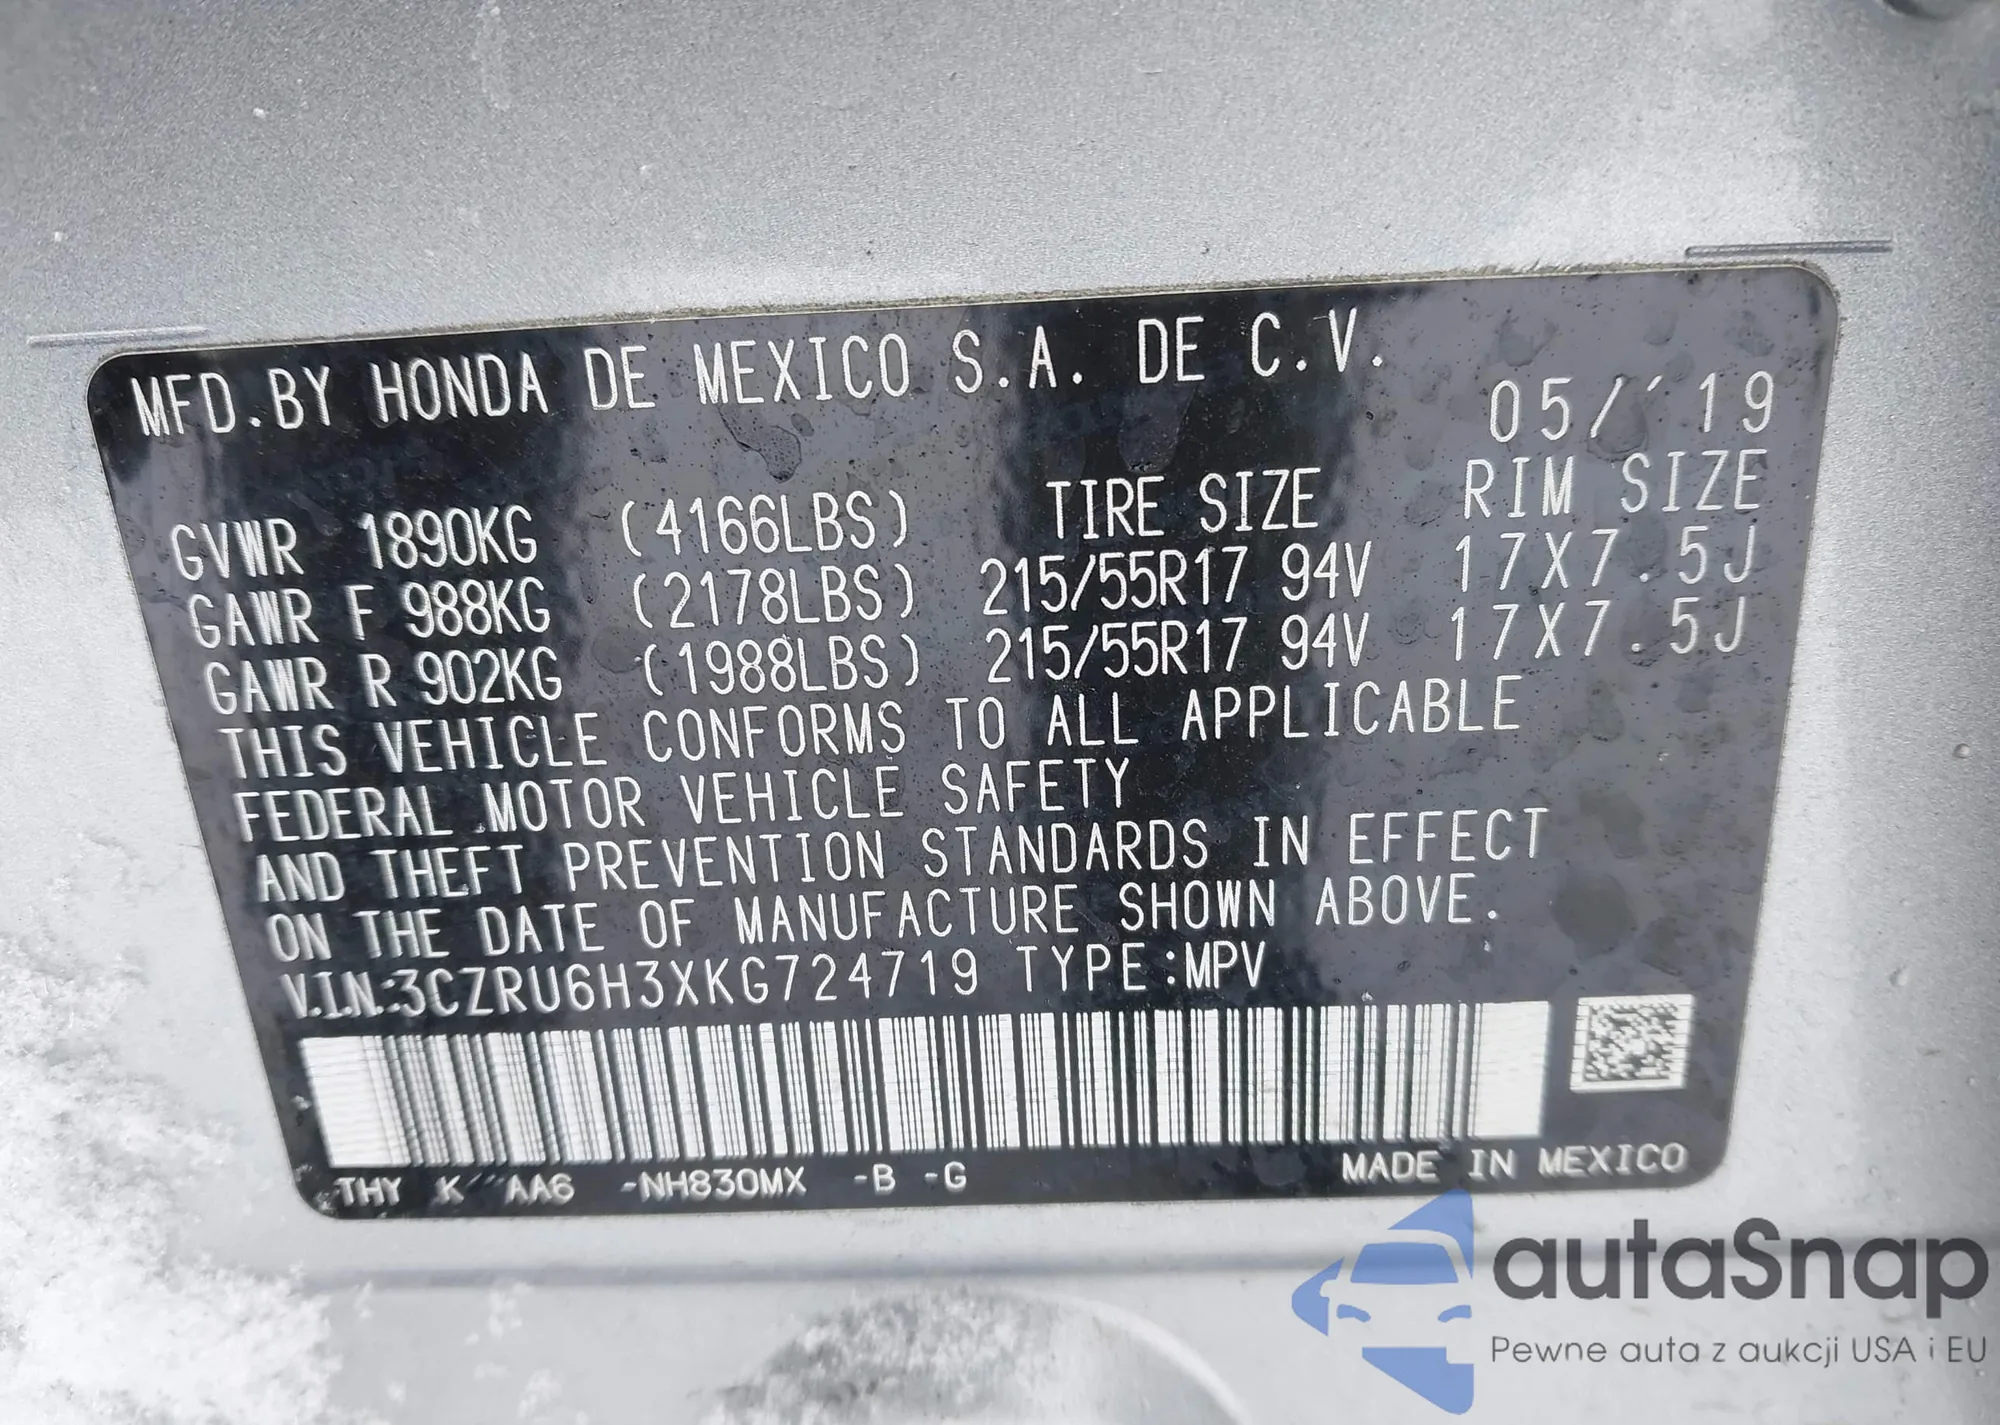 MFD.BY HONDA DE MEXICO S.A. DE C.V.
05/´19
TIRE SIZE RIM SIZE
GVWR 1890KG (4166LBS)
GAWR F 988KG (2178LBS) 215/55R17 94V 17X7.5J
GAWR R 902KG (1988LBS) 215/55R17 94V 17X7.5J
THIS VEHICLE CONFORMS TO ALL APPLICABLE
FEDERAL MOTOR VEHICLE SAFETY
AND THEFT PREVENTION STANDARDS IN EFFECT
ON THE DATE OF MANUFACTURE SHOWN ABOVE.
V.I.N.:3CZRU6H3XKG724719 TYPE:MPV
THY K AA6 -NH830MX -B -G
MADE IN MEXICO
autaSnap
Pewne auta z aukcji USA i EU